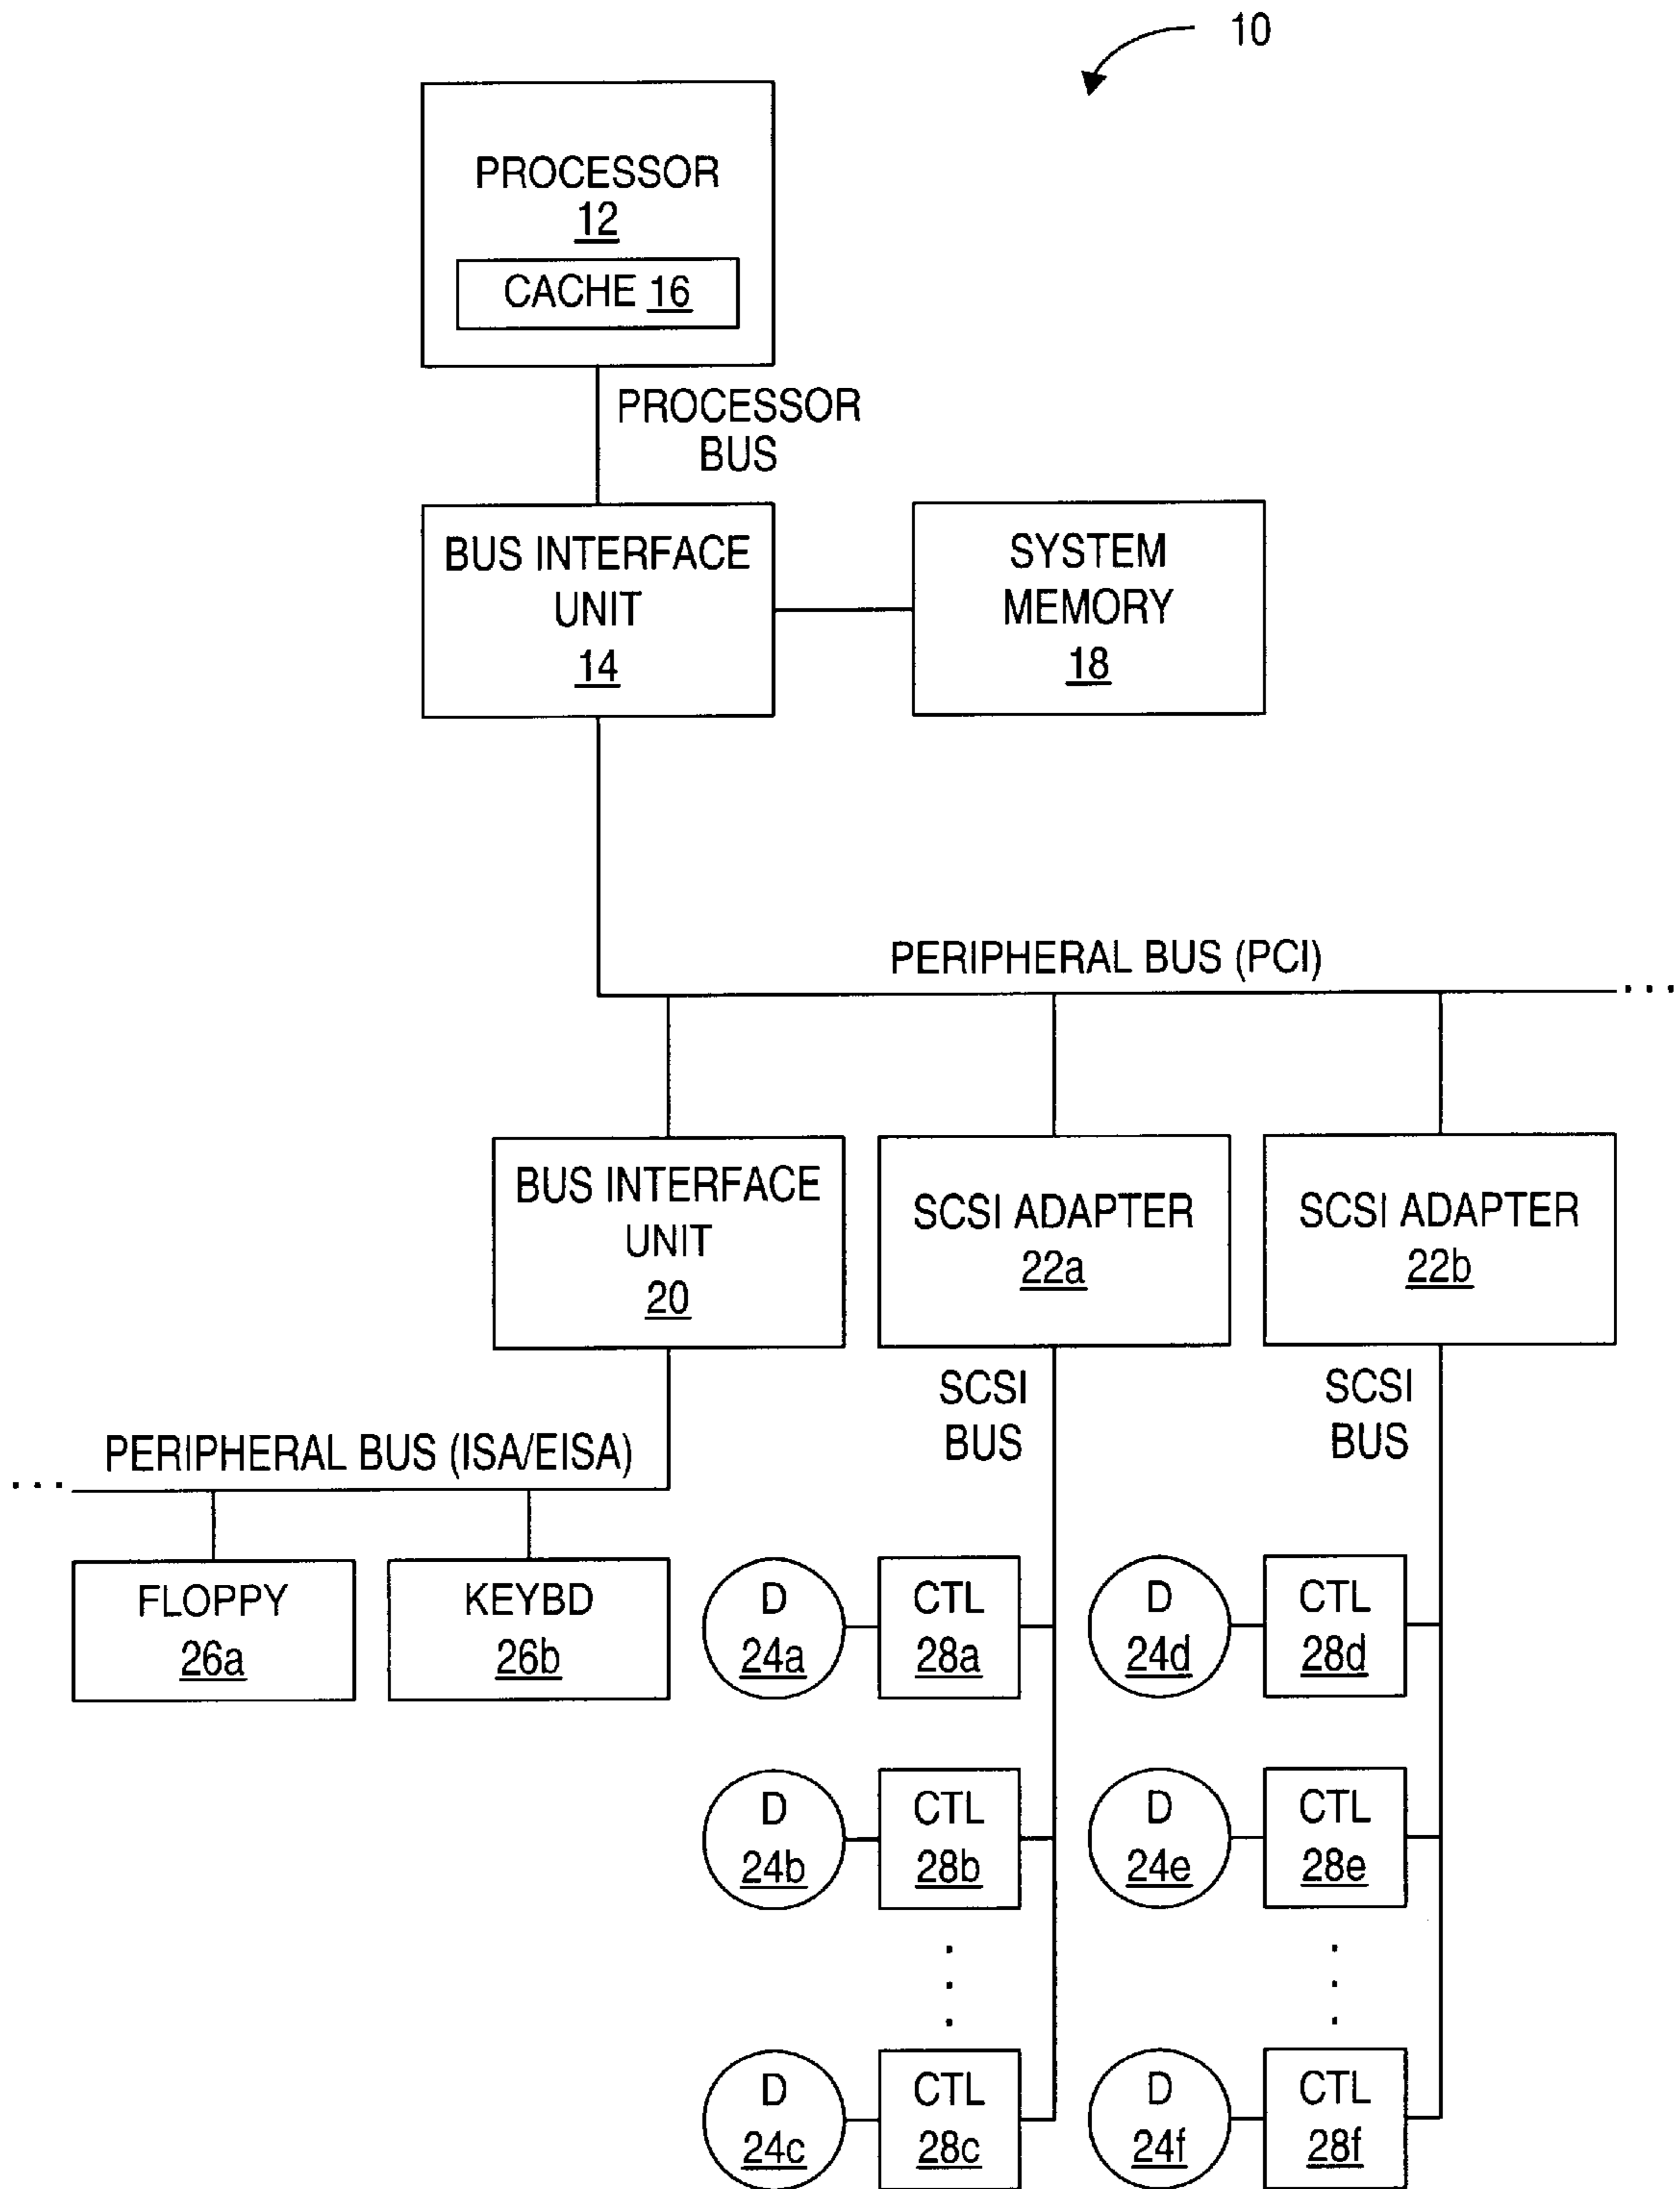 10
PROCESSOR
12
CACHE 16
PROCESSOR
BUS
BUS INTERFACE
UNIT
14
SYSTEM
MEMORY
18
PERIPHERAL BUS (PCI)
...
BUS INTERFACE
UNIT
20
SCSI ADAPTER
22a
SCSI ADAPTER
22b
SCSI
BUS
SCSI
BUS
PERIPHERAL BUS (ISA/EISA)
...
FLOPPY
26a
KEYBD
26b
D
24a
CTL
28a
D
24d
CTL
28d
D
24b
CTL
28b
D
24e
CTL
28e
D
24c
CTL
28c
D
24f
CTL
28f